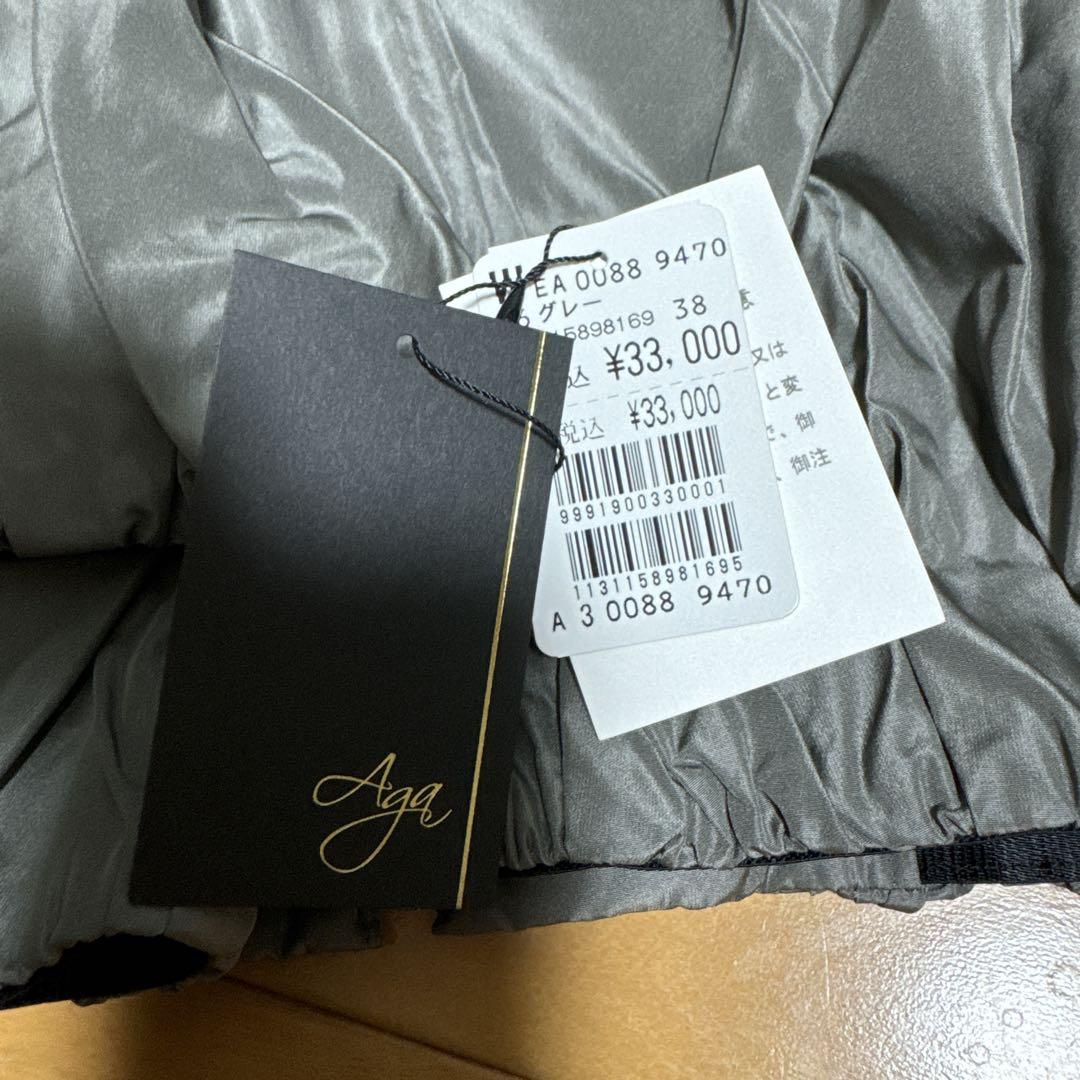 Aga
EA 0088 9470
グレー
5898169 38
込 ¥33,000
税込 ¥33,000
9991900330001
1131158981695
A 3 0088 9470
又は
と変
、御
御注